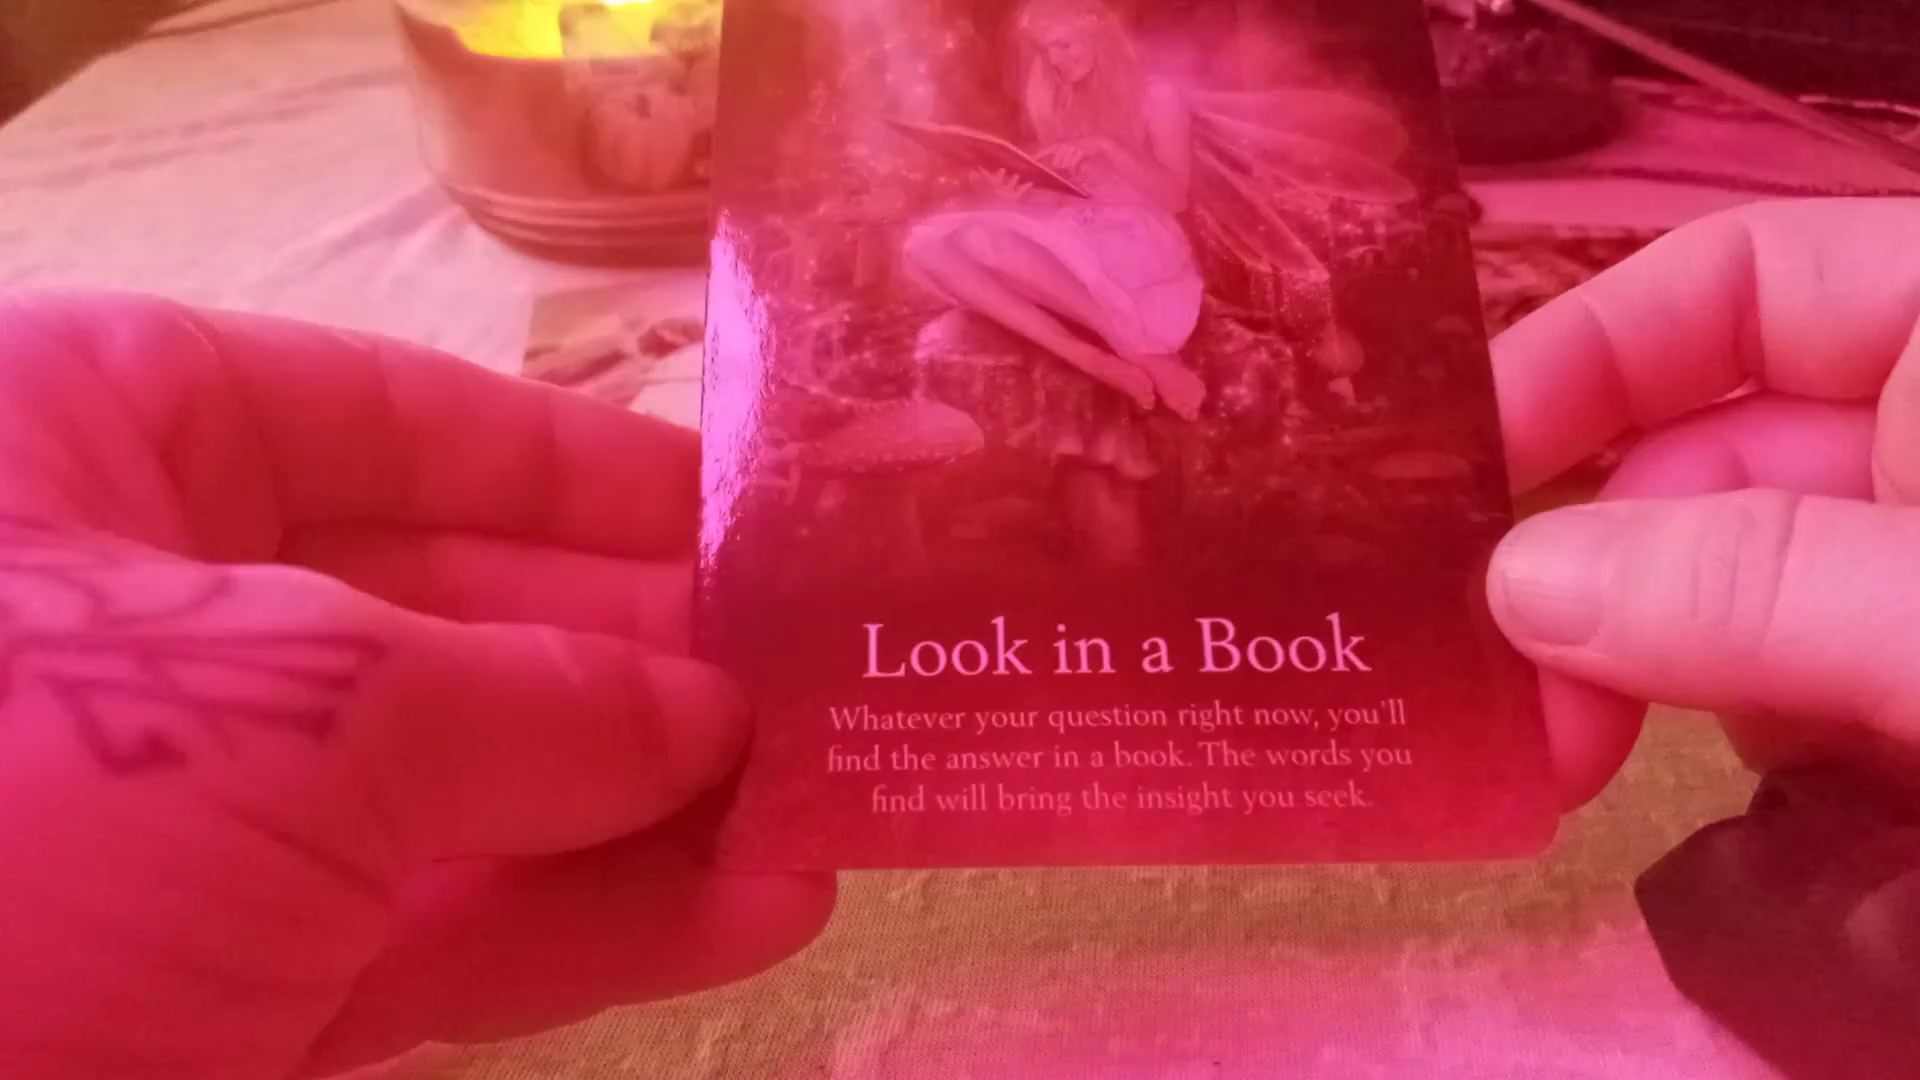 Look in a Book
Whatever your question right now, you'll
find the answer in a book. The words you
find will bring the insight you seek.